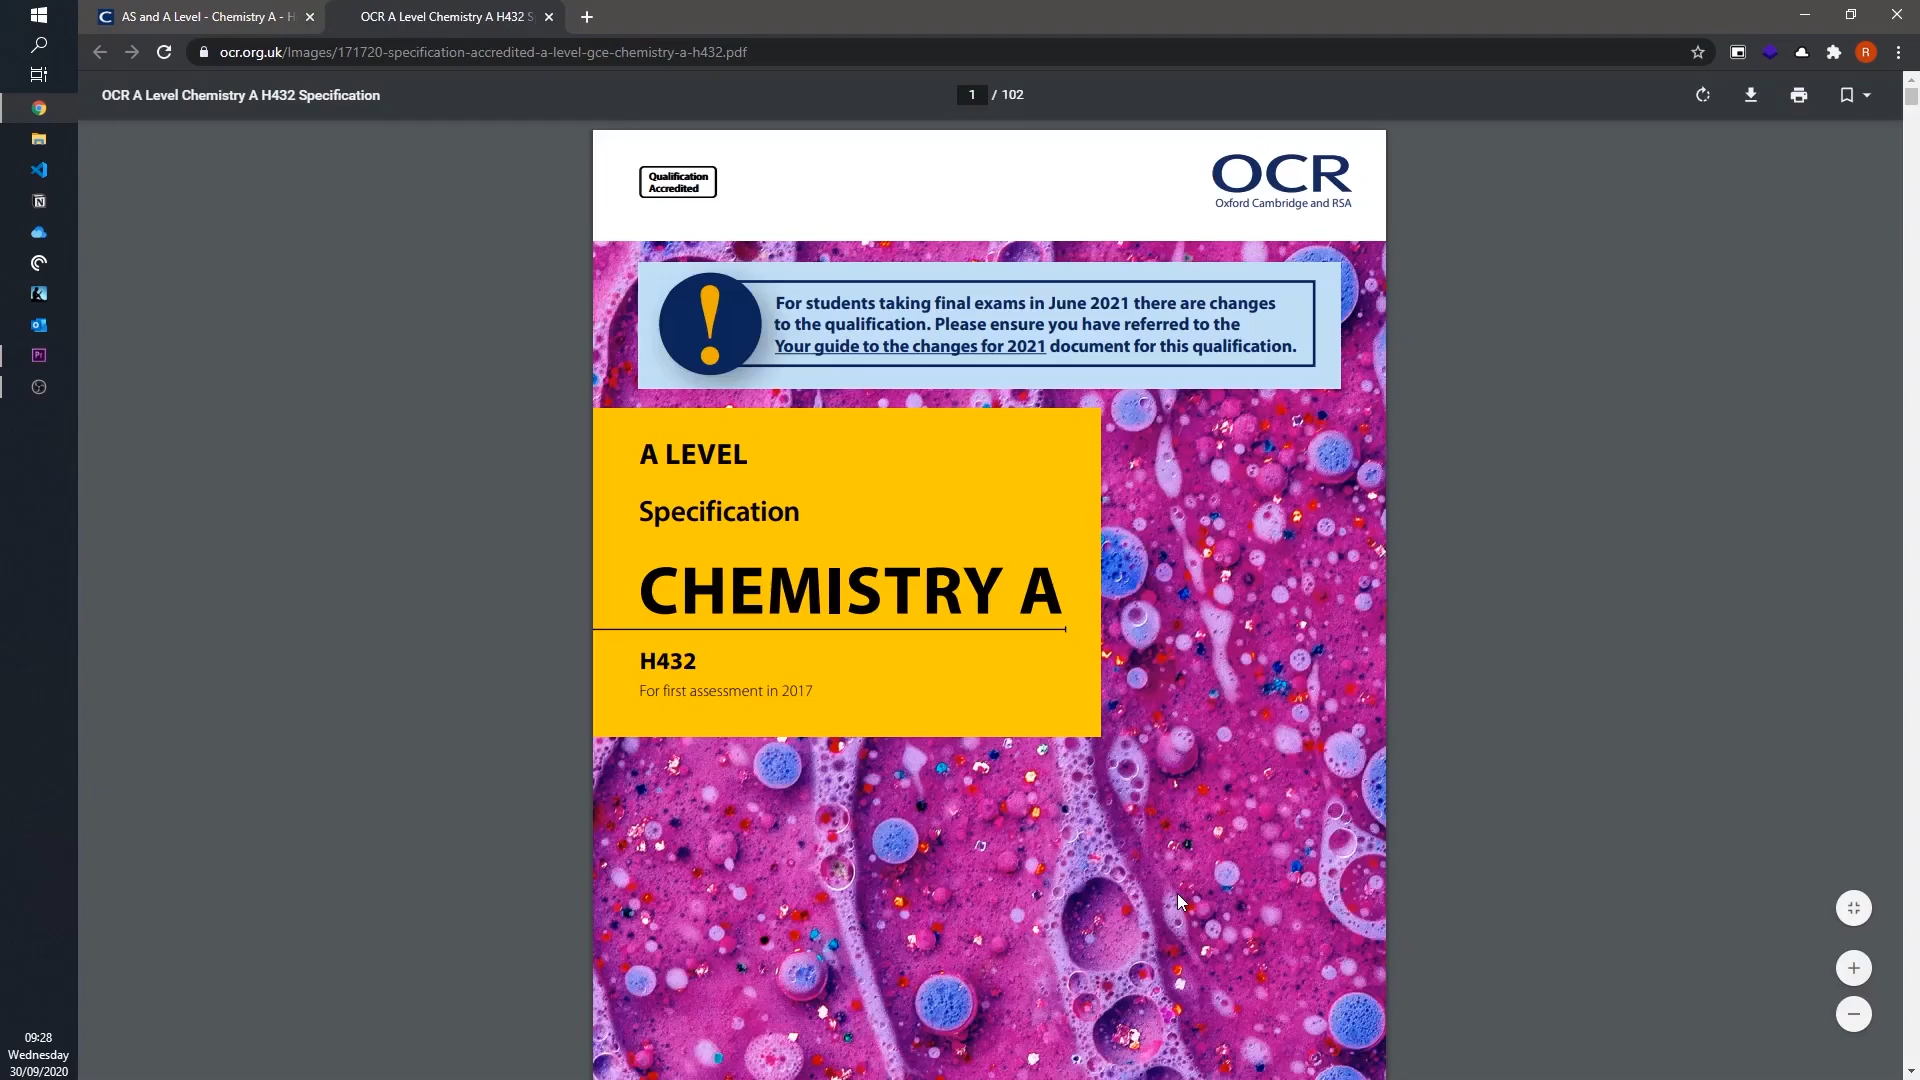 AS and A Level - Chemistry A - H
OCR A Level Chemistry A H432 S
ocr.org.uk/Images/171720-specification-accredited-a-level-gce-chemistry-a-h432.pdf
R
OCR A Level Chemistry A H432 Specification
1 / 102
Qualification
Accredited
OCR
Oxford Cambridge and RSA
!
For students taking final exams in June 2021 there are changes
to the qualification. Please ensure you have referred to the
Your guide to the changes for 2021 document for this qualification.
A LEVEL
Specification
CHEMISTRY A
H432
For first assessment in 2017
Pr
09:28
Wednesday
30/09/2020